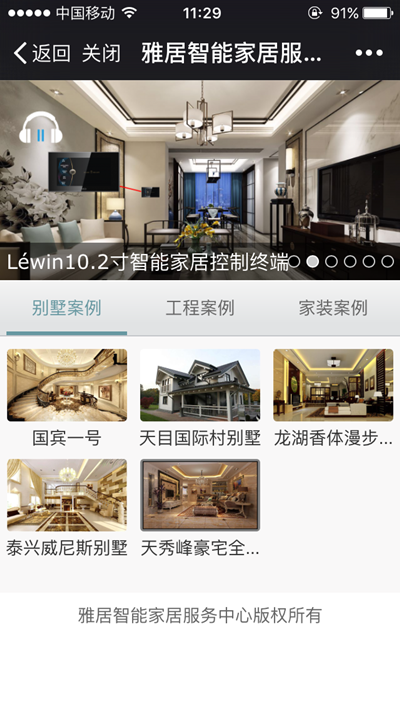 中国移动 11:29 91%
返回 关闭 雅居智能家居服...
Léwin10.2寸智能家居控制终端
别墅案例 工程案例 家装案例
国宾一号 天目国际村别墅 龙湖香体漫步...
泰兴威尼斯别墅 天秀峰豪宅全...
雅居智能家居服务中心版权所有